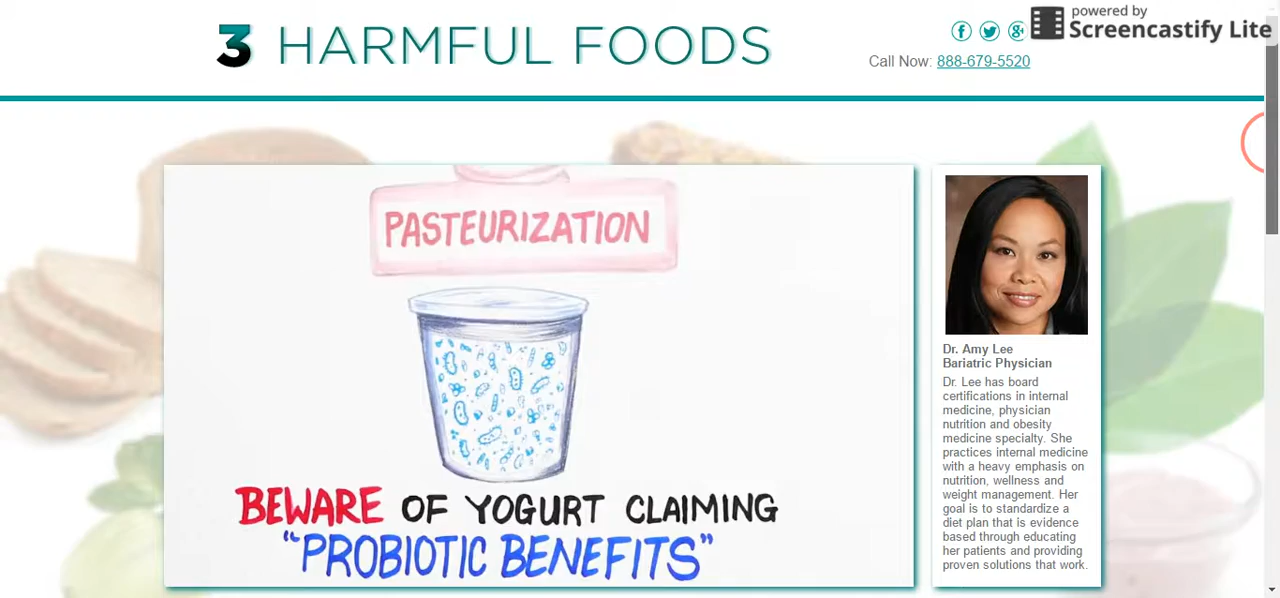 3 HARMFUL FOODS
powered by
Screencastify Lite
Call Now: 888-679-5520
PASTEURIZATION
BEWARE OF YOGURT CLAIMING
"PROBIOTIC BENEFITS"
Dr. Amy Lee
Bariatric Physician
Dr. Lee has board
certifications in internal
medicine, physician
nutrition and obesity
medicine specialty. She
practices internal medicine
with a heavy emphasis on
nutrition, wellness and
weight management. Her
goal is to standardize a
diet plan that is evidence
based through educating
her patients and providing
proven solutions that work.